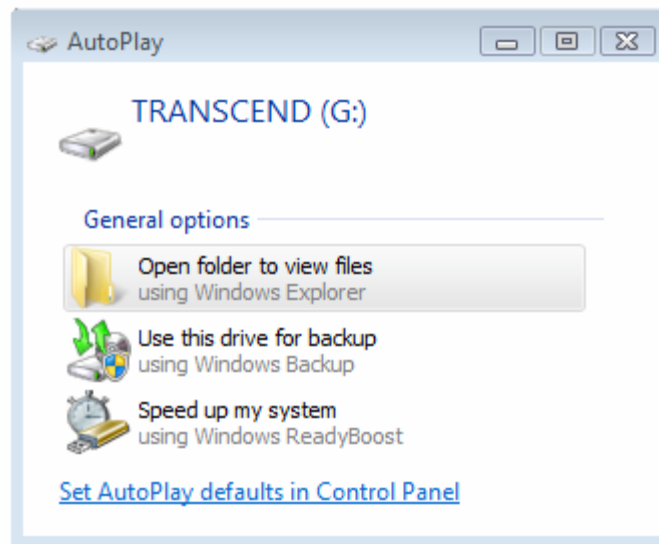 AutoPlay
TRANSCEND (G:)
General options
Open folder to view files
using Windows Explorer
Use this drive for backup
using Windows Backup
Speed up my system
using Windows ReadyBoost
Set AutoPlay defaults in Control Panel